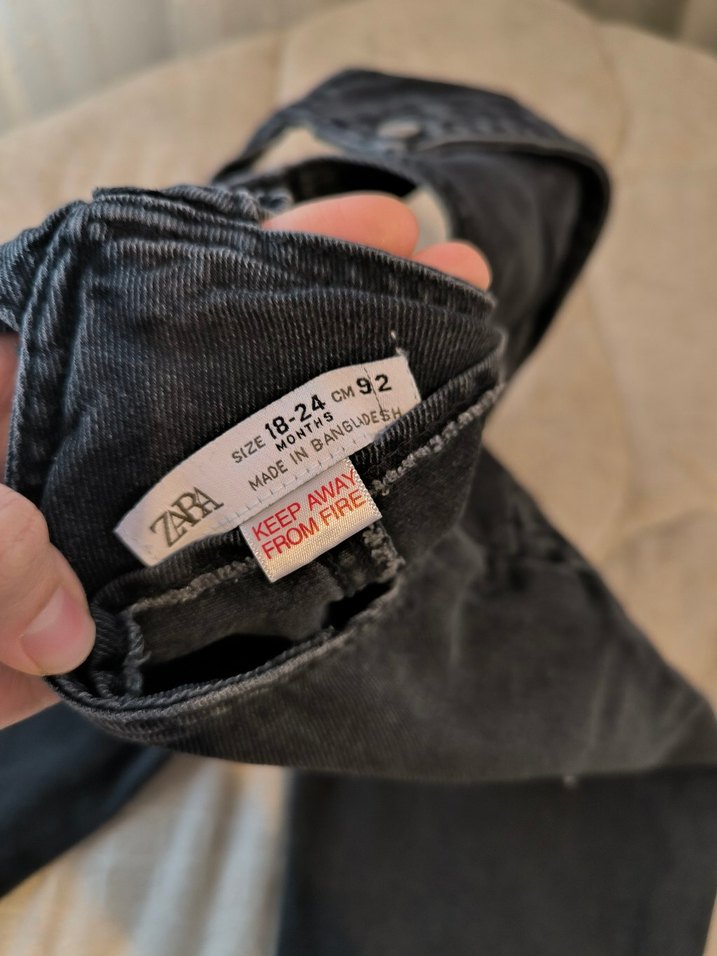 ZARA
SIZE 18-24 CM 92
MONTHS
MADE IN BANGLADESH
KEEP AWAY
FROM FIRE